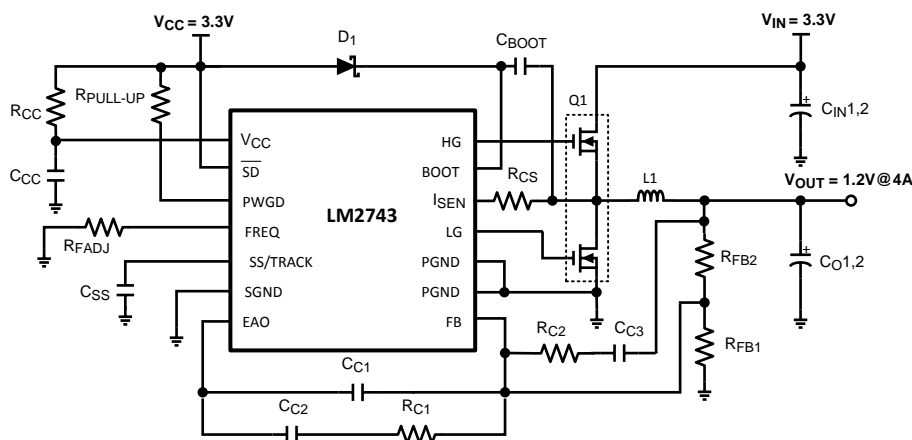 VCC = 3.3V
VIN = 3.3V
D1
CBOOT
RCC
RPULL-UP
Q1
+
CIN1,2
VCC
HG
CCC
SD
BOOT
RCS
L1
VOUT = 1.2V@4A
PWGD
LM2743
ISEN
FREQ
LG
RFADJ
RFB2
+
CO1,2
SS/TRACK
PGND
CSS
SGND
PGND
EAO
FB
RC2
CC3
RFB1
CC1
CC2
RC1